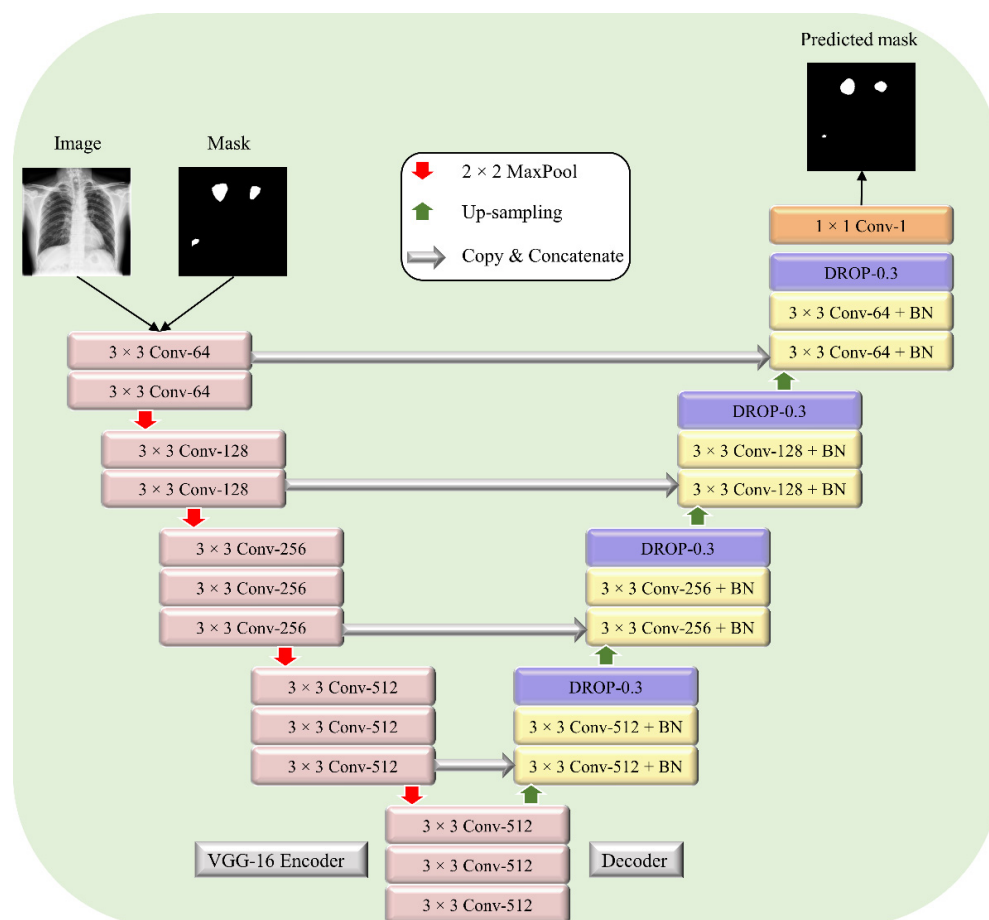 Predicted mask
Image
Mask
2 × 2 MaxPool
Up-sampling
Copy & Concatenate
1 × 1 Conv-1
DROP-0.3
3 × 3 Conv-64 + BN
3 × 3 Conv-64 + BN
3 × 3 Conv-64
3 × 3 Conv-64
DROP-0.3
3 × 3 Conv-128 + BN
3 × 3 Conv-128 + BN
3 × 3 Conv-128
3 × 3 Conv-128
DROP-0.3
3 × 3 Conv-256 + BN
3 × 3 Conv-256 + BN
3 × 3 Conv-256
3 × 3 Conv-256
3 × 3 Conv-256
DROP-0.3
3 × 3 Conv-512 + BN
3 × 3 Conv-512 + BN
3 × 3 Conv-512
3 × 3 Conv-512
3 × 3 Conv-512
3 × 3 Conv-512
3 × 3 Conv-512
3 × 3 Conv-512
VGG-16 Encoder
Decoder